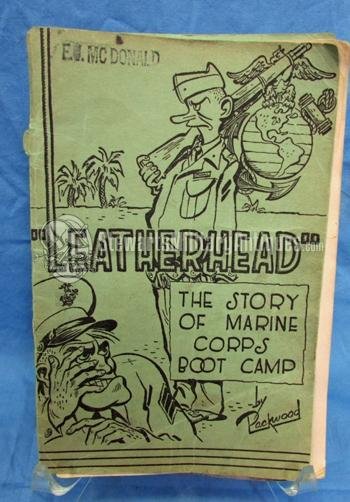 E.J. MC DONALD
"LEATHERHEAD"
THE STORY
OF MARINE
CORPS
BOOT CAMP
by
Packwood